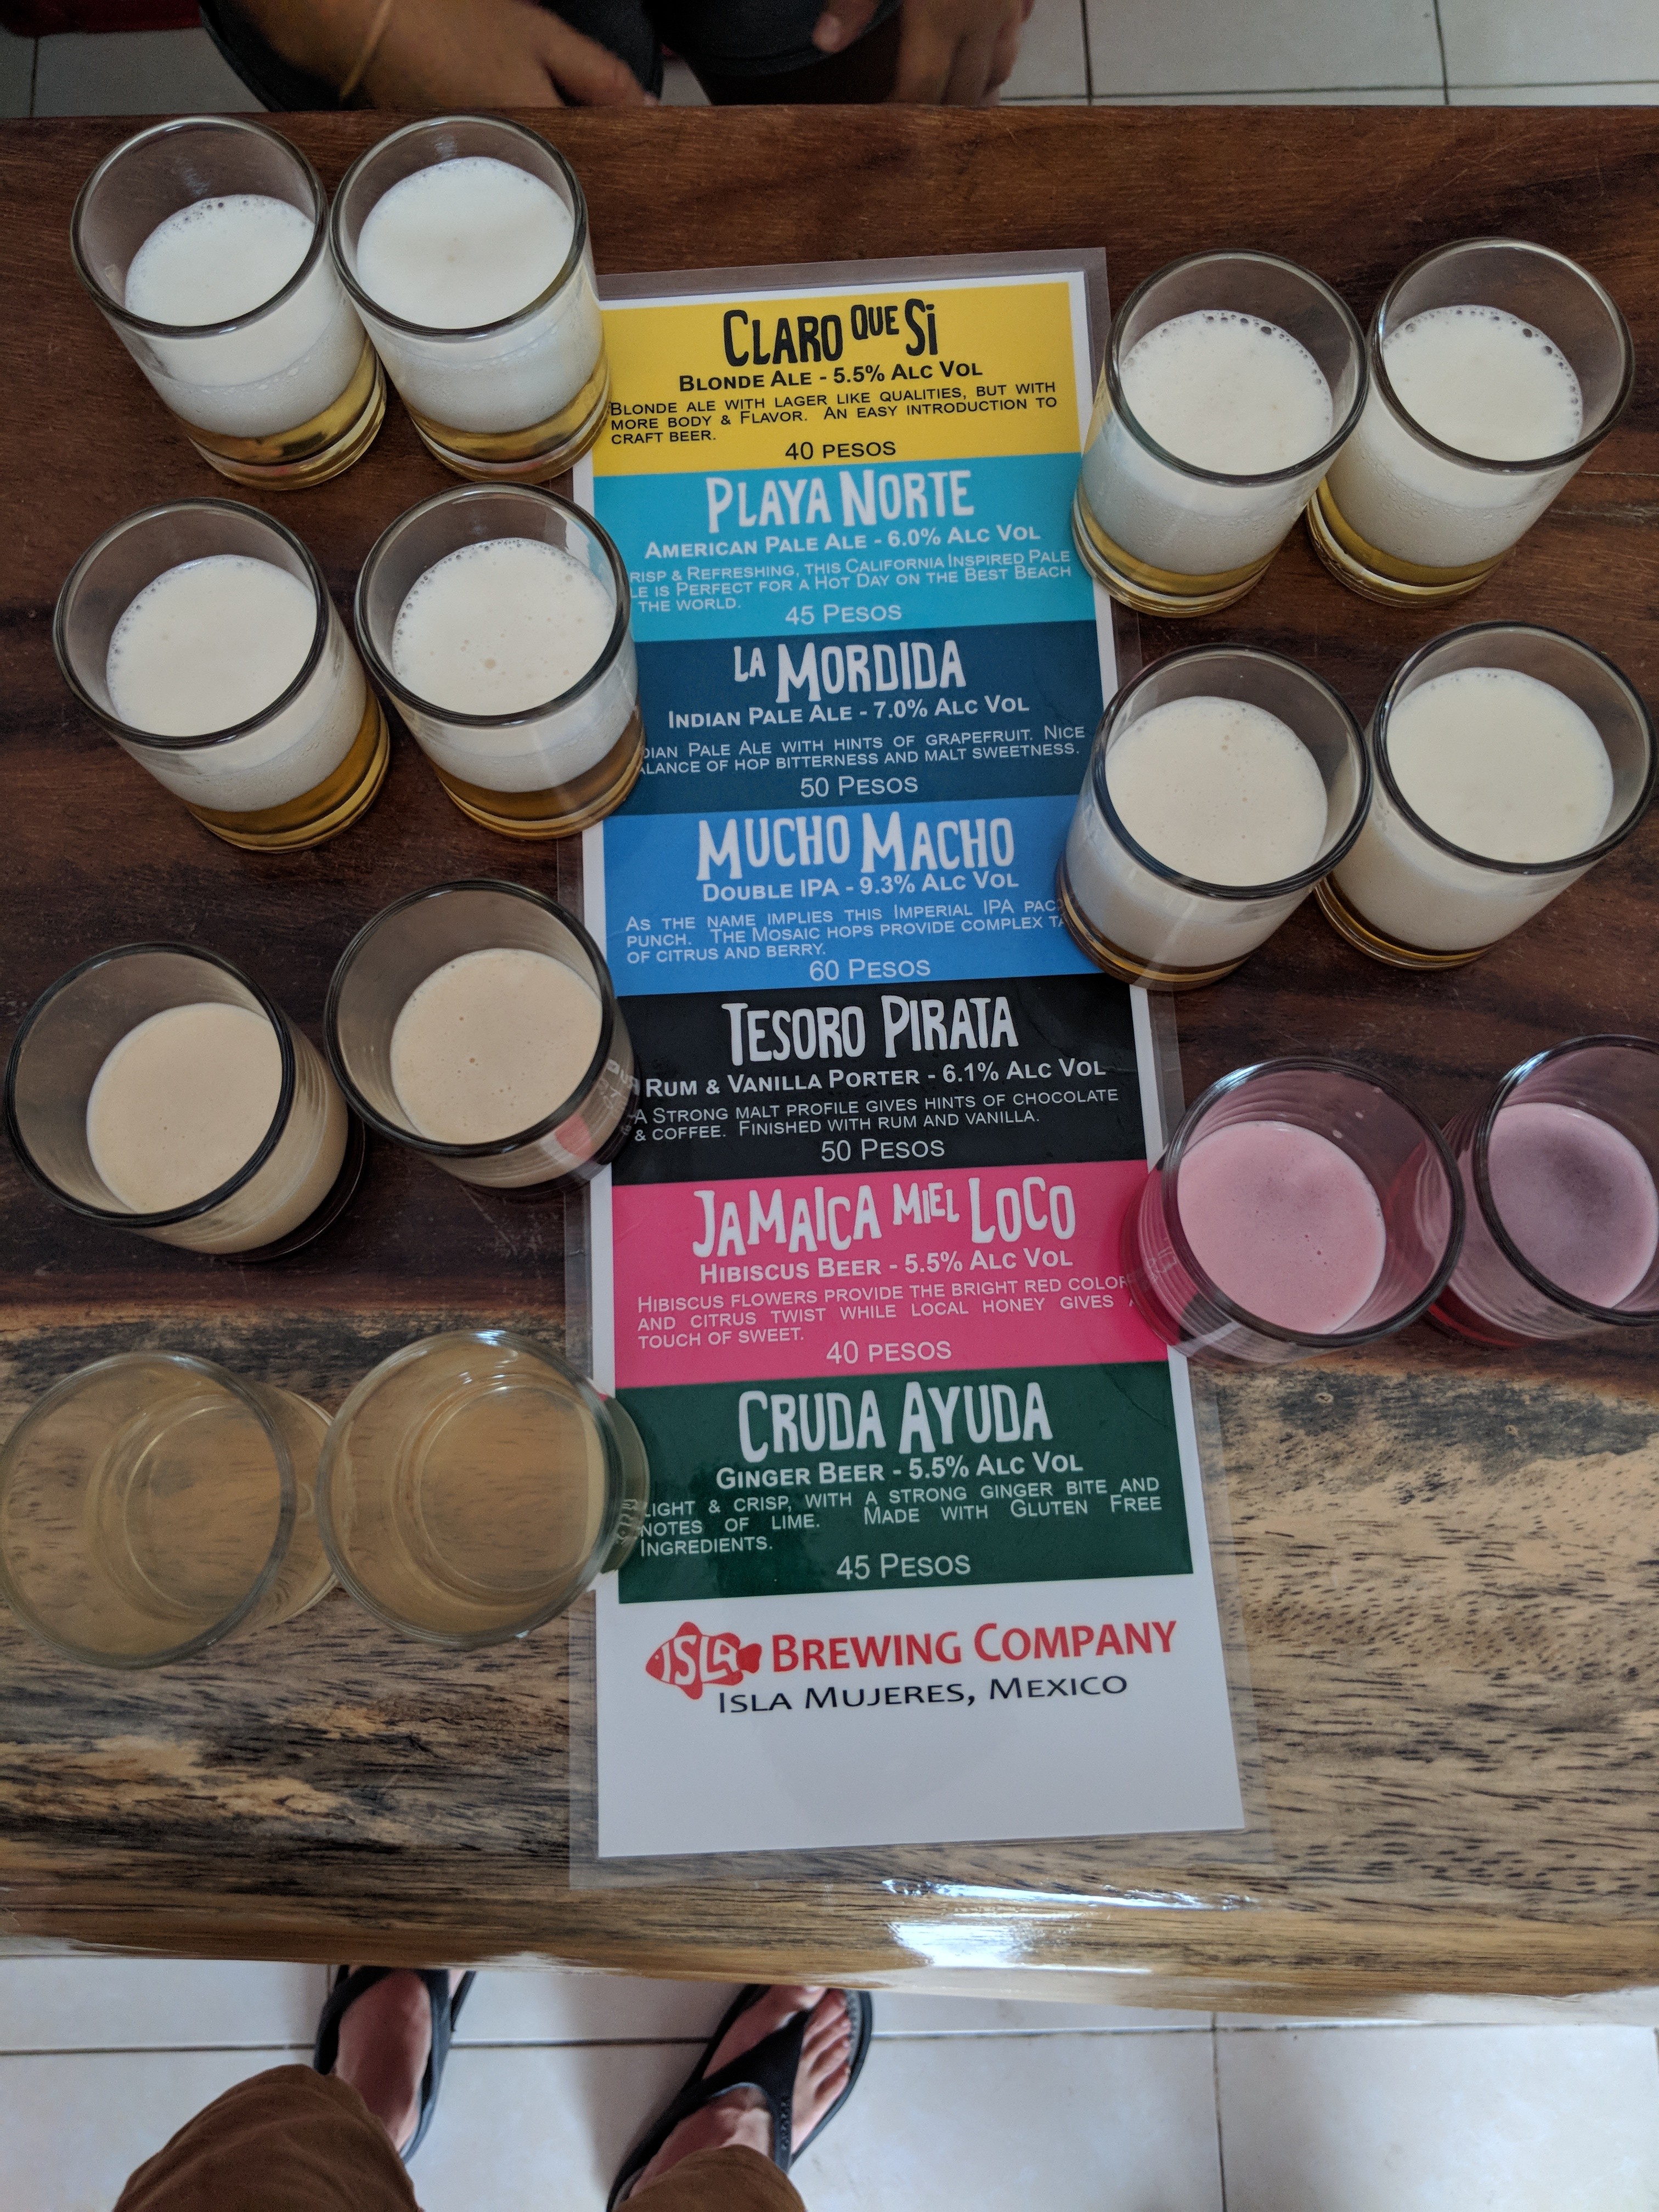 CLARO QUE Sí
BLONDE ALE - 5.5% ALC VOL
BLONDE ALE WITH LAGER LIKE QUALITIES, BUT WITH
MORE BODY & FLAVOR. AN EASY INTRODUCTION TO
CRAFT BEER.
40 PESOS
PLAYA NORTE
AMERICAN PALE ALE - 6.0% ALC VOL
RISP & REFRESHING, THIS CALIFORNIA INSPIRED PALE
LE IS PERFECT FOR A HOT DAY ON THE BEST BEACH
THE WORLD.
45 PESOS
LA MORDIDA
INDIAN PALE ALE - 7.0% ALC VOL
DIAN PALE ALE WITH HINTS OF GRAPEFRUIT. NICE
ALANCE OF HOP BITTERNESS AND MALT SWEETNESS.
50 PESOS
MUCHO MACHO
DOUBLE IPA - 9.3% ALC VOL
AS THE NAME IMPLIES THIS IMPERIAL IPA PAC
PUNCH. THE MOSAIC HOPS PROVIDE COMPLEX TA
OF CITRUS AND BERRY.
60 PESOS
TESORO PIRATA
RUM & VANILLA PORTER - 6.1% ALC VOL
A STRONG MALT PROFILE GIVES HINTS OF CHOCOLATE
& COFFEE. FINISHED WITH RUM AND VANILLA.
50 PESOS
JAMAICA MIEL LOCO
HIBISCUS BEER - 5.5% ALC VOL
HIBISCUS FLOWERS PROVIDE THE BRIGHT RED COLOR
AND CITRUS TWIST WHILE LOCAL HONEY GIVES A
TOUCH OF SWEET.
40 PESOS
CRUDA AYUDA
GINGER BEER - 5.5% ALC VOL
LIGHT & CRISP, WITH A STRONG GINGER BITE AND
NOTES OF LIME. MADE WITH GLUTEN FREE
INGREDIENTS.
45 PESOS
ISLA BREWING COMPANY
ISLA MUJERES, MEXICO